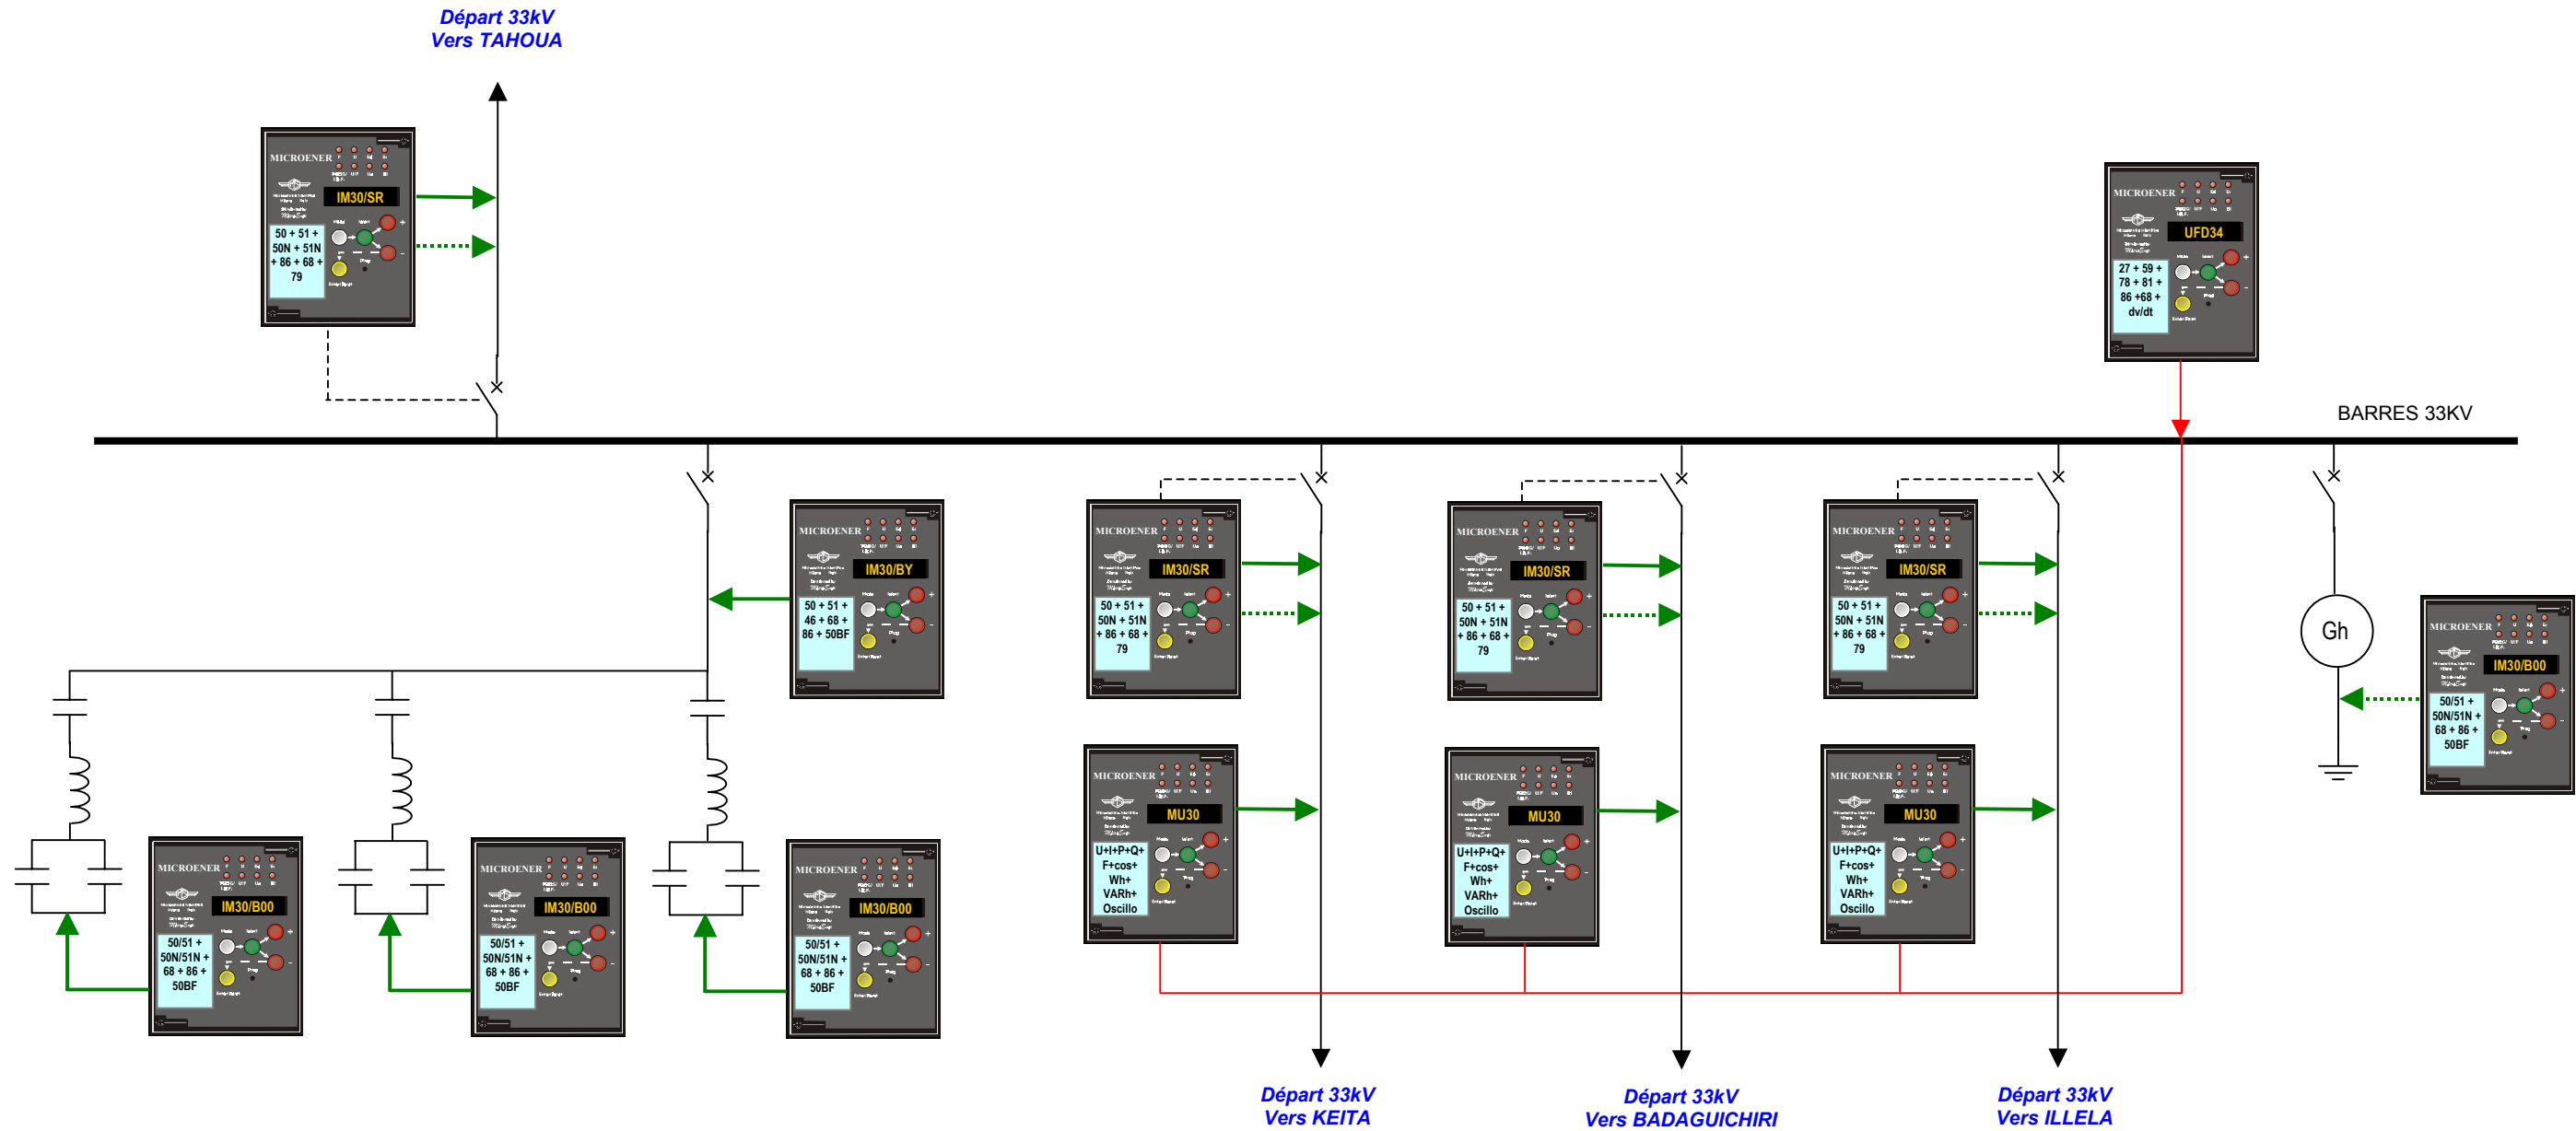 Départ 33kV
Vers TAHOUA
MICROENER
IM30/SR
50 + 51 +
50N + 51N
+ 86 + 68 +
79
MICROENER
UFD34
27 + 59 +
78 + 81 +
86 +68 +
dv/dt
BARRES 33KV
MICROENER
IM30/BY
50 + 51 +
46 + 68 +
86 + 50BF
MICROENER
IM30/SR
50 + 51 +
50N + 51N
+ 86 + 68 +
79
MICROENER
IM30/SR
50 + 51 +
50N + 51N
+ 86 + 68 +
79
MICROENER
IM30/SR
50 + 51 +
50N + 51N
+ 86 + 68 +
79
Gh
MICROENER
IM30/B00
50/51 +
50N/51N +
68 + 86 +
50BF
MICROENER
MU30
U+I+P+Q+
F+cos+
Wh+
VARh+
Oscillo
MICROENER
MU30
U+I+P+Q+
F+cos+
Wh+
VARh+
Oscillo
MICROENER
MU30
U+I+P+Q+
F+cos+
Wh+
VARh+
Oscillo
MICROENER
IM30/B00
50/51 +
50N/51N +
68 + 86 +
50BF
MICROENER
IM30/B00
50/51 +
50N/51N +
68 + 86 +
50BF
MICROENER
IM30/B00
50/51 +
50N/51N +
68 + 86 +
50BF
Départ 33kV
Vers KEITA
Départ 33kV
Vers BADAGUICHIRI
Départ 33kV
Vers ILLELA